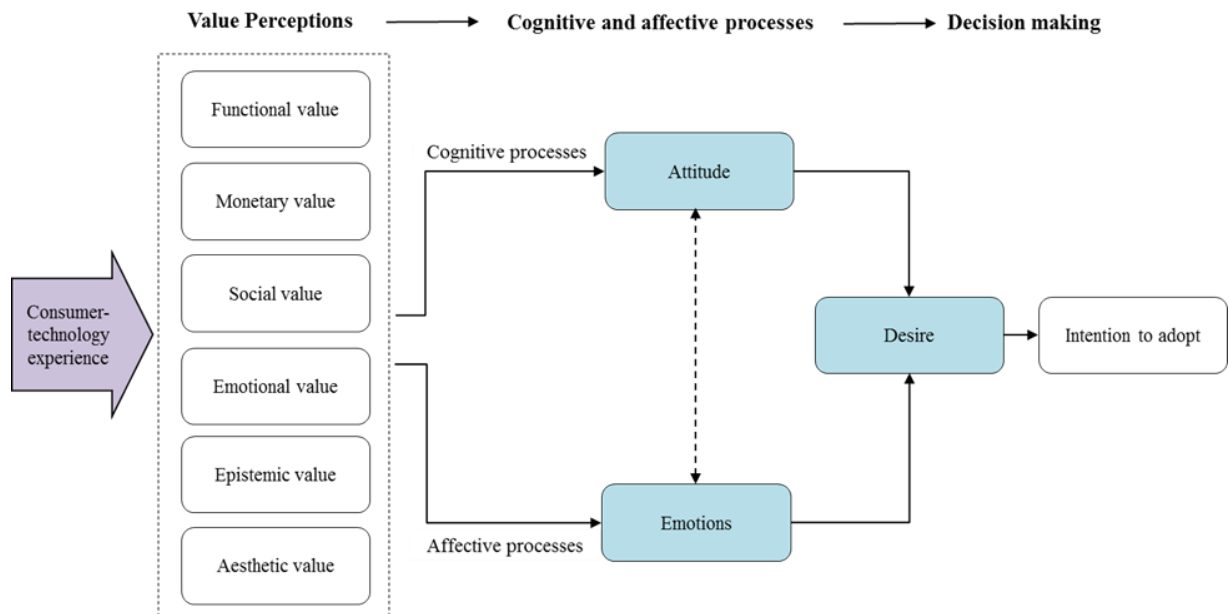 Value Perceptions
Cognitive and affective processes
Decision making
Functional value
Monetary value
Social value
Emotional value
Epistemic value
Aesthetic value
Consumer-
technology
experience
Cognitive processes
Affective processes
Attitude
Emotions
Desire
Intention to adopt